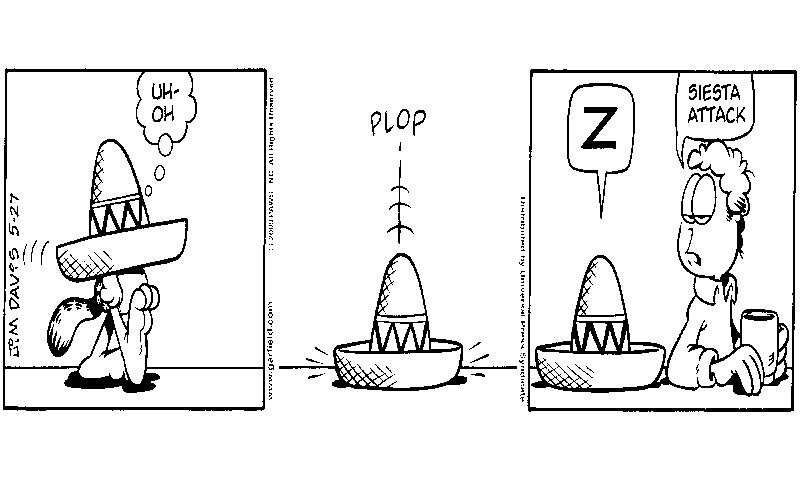 UH-
OH
JIM DAVIS 5-27
© 2000 PAWS, INC. All Rights Reserved.
www.garfield.com
PLOP
Distributed by Universal Press Syndicate
Z
SIESTA
ATTACK